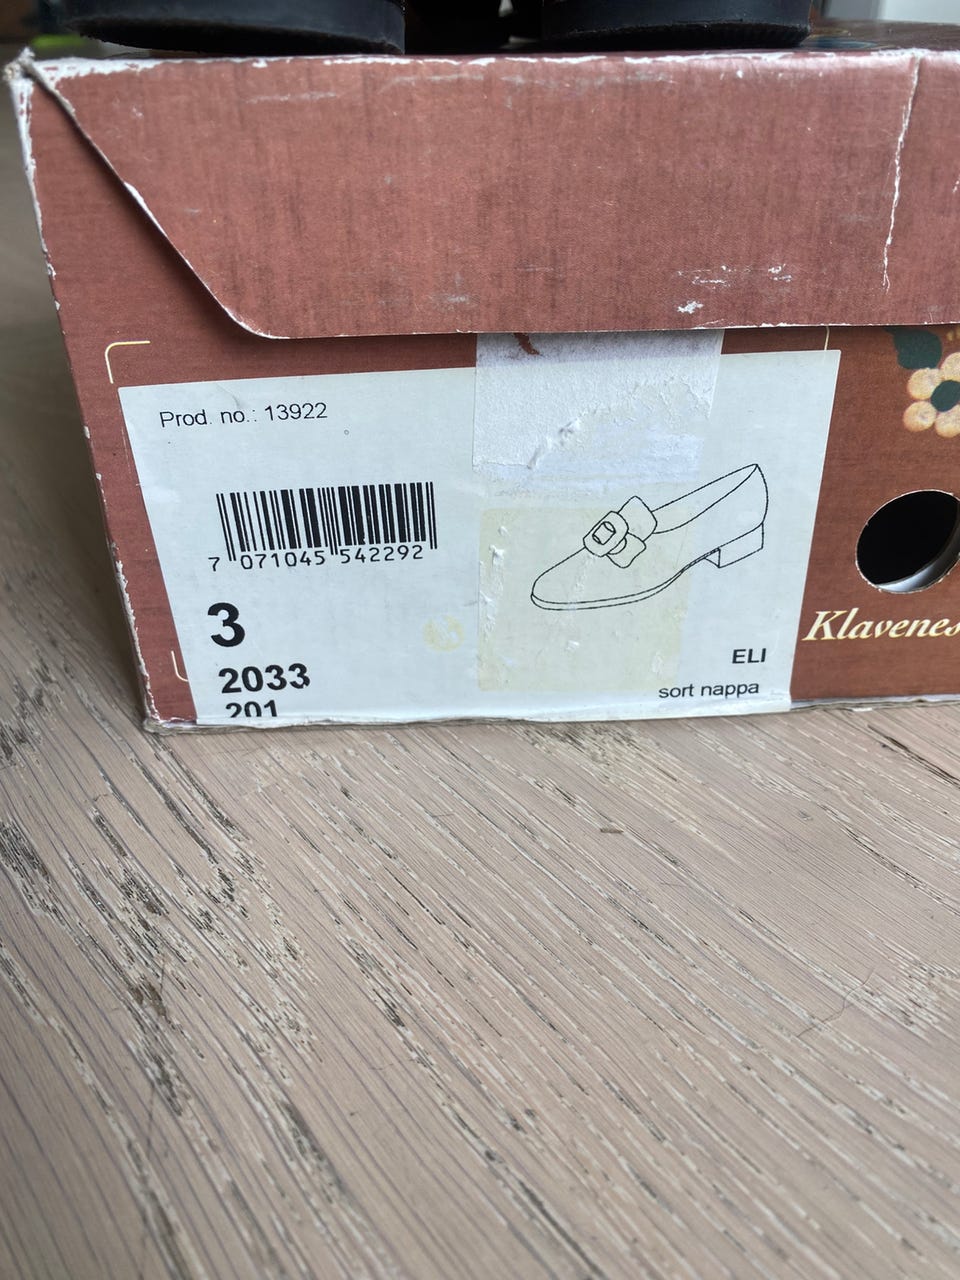 Prod. no.: 13922
7 071045 542292
3
2033
201
ELI
sort nappa
Klavenes